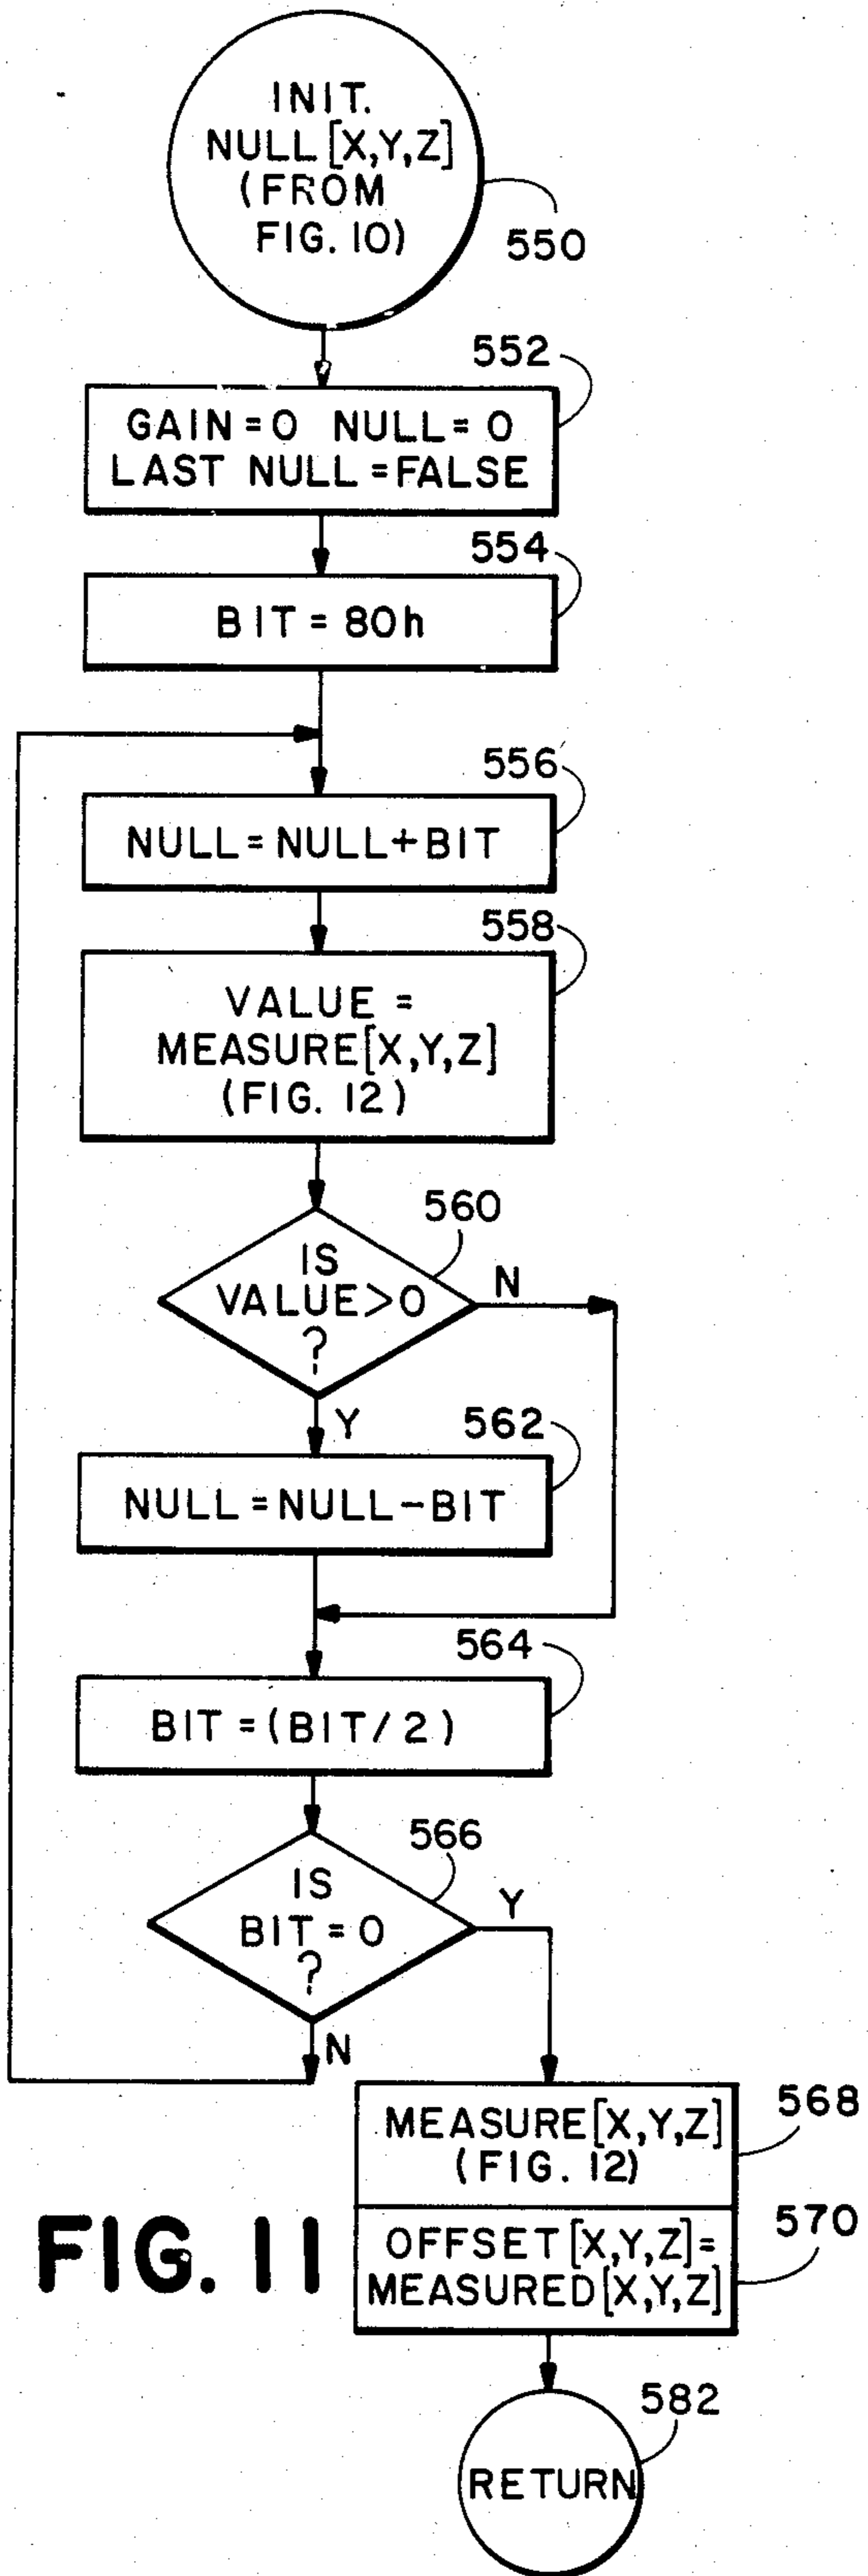 INIT.
NULL [X,Y,Z]
(FROM
FIG. 10)
550
552
GAIN = 0 NULL = 0
LAST NULL = FALSE
554
BIT = 80h
556
NULL = NULL + BIT
558
VALUE =
MEASURE[X,Y,Z]
(FIG. 12)
560
IS
VALUE > 0
?
N
Y
562
NULL = NULL - BIT
564
BIT = (BIT / 2)
566
IS
BIT = 0
?
Y
N
MEASURE[X,Y,Z]
(FIG. 12)
568
OFFSET[X,Y,Z] =
MEASURED[X,Y,Z]
570
FIG. 11
582
RETURN